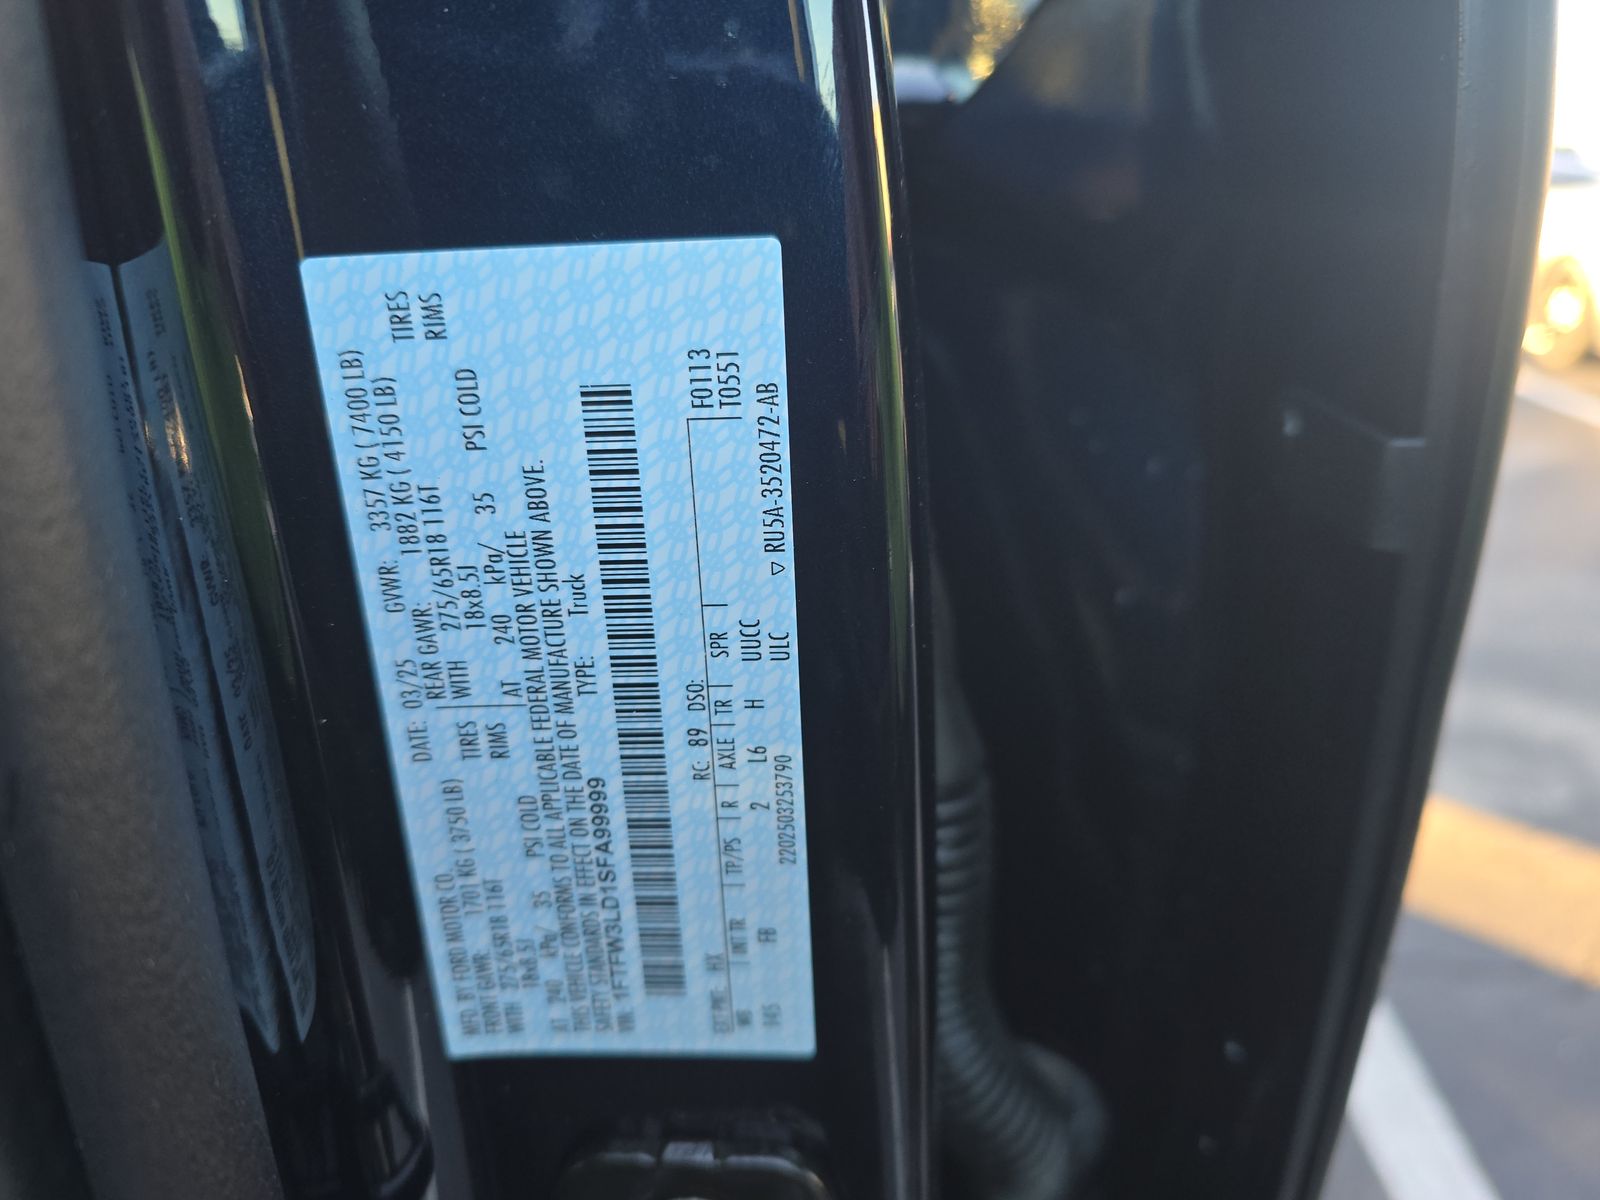 MFD. BY FORD MOTOR CO. DATE: 03/25 GVWR: 3357 KG ( 7400 LB)
FRONT GAWR: 1701 KG ( 3750 LB) REAR GAWR: 1882 KG ( 4150 LB)
WITH 275/65R18 116T TIRES WITH 275/65R18 116T TIRES
18x8.5J RIMS 18x8.5J RIMS
AT 240 kPa/ 35 PSI COLD AT 240 kPa/ 35 PSI COLD
THIS VEHICLE CONFORMS TO ALL APPLICABLE FEDERAL MOTOR VEHICLE
SAFETY STANDARDS IN EFFECT ON THE DATE OF MANUFACTURE SHOWN ABOVE.
VIN: 1FTFW3LD1SFA99999 TYPE: Truck
EXT PNT: HX RC: 89 DSO: F0113
WB INT TR TP/PS R AXLE TR SPR T0551
145 FB 2 L6 H UUCC
ULC
2202503253790 ▽ RU5A-3520472-AB